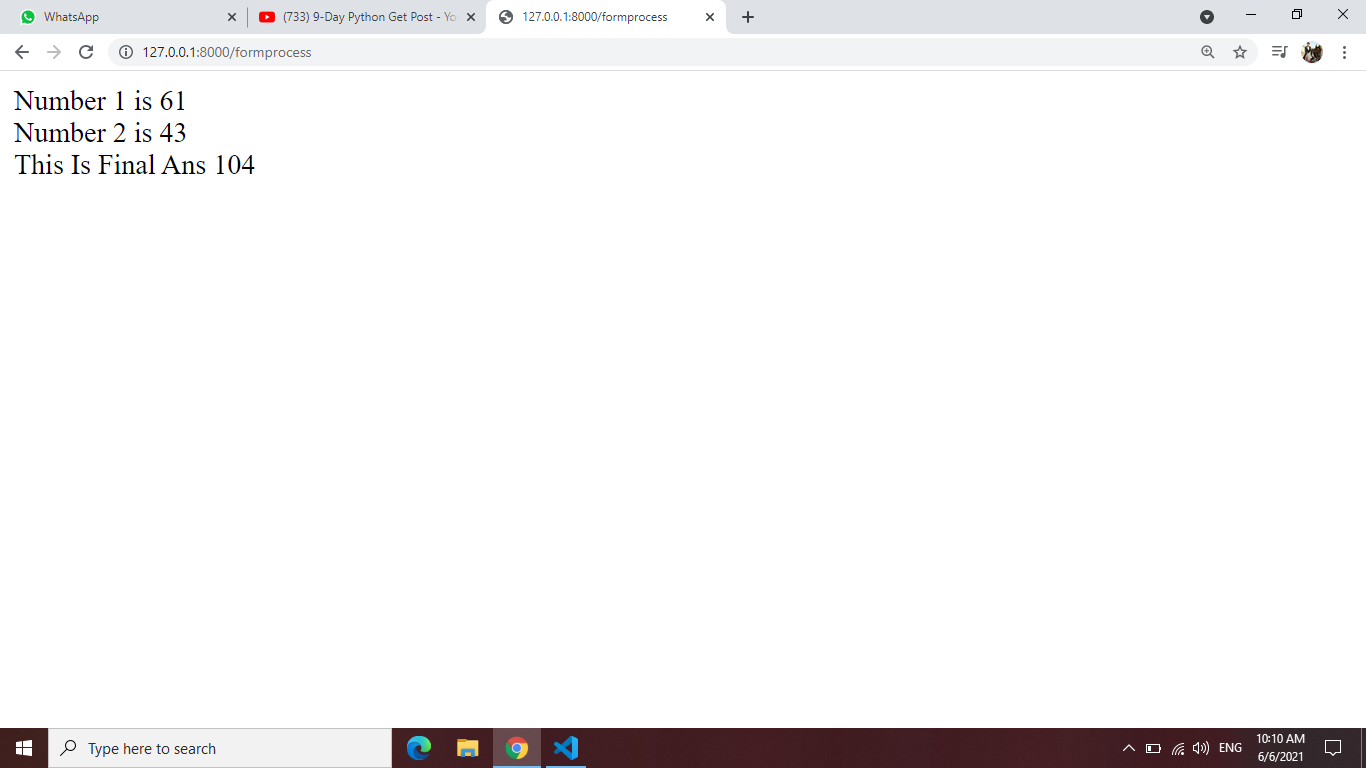 WhatsApp
(733) 9-Day Python Get Post - Yo
127.0.0.1:8000/formprocess
127.0.0.1:8000/formprocess
Number 1 is 61
Number 2 is 43
This Is Final Ans 104
Type here to search
ENG
10:10 AM
6/6/2021